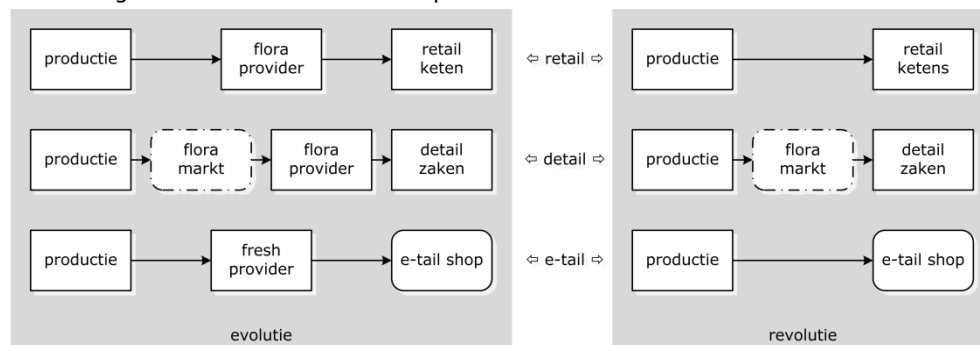 productie
flora
provider
retail
keten
⇦ retail ⇨
productie
retail
ketens
productie
flora
markt
flora
provider
detail
zaken
⇦ detail ⇨
productie
flora
markt
detail
zaken
productie
fresh
provider
e-tail shop
⇦ e-tail ⇨
productie
e-tail shop
evolutie
revolutie